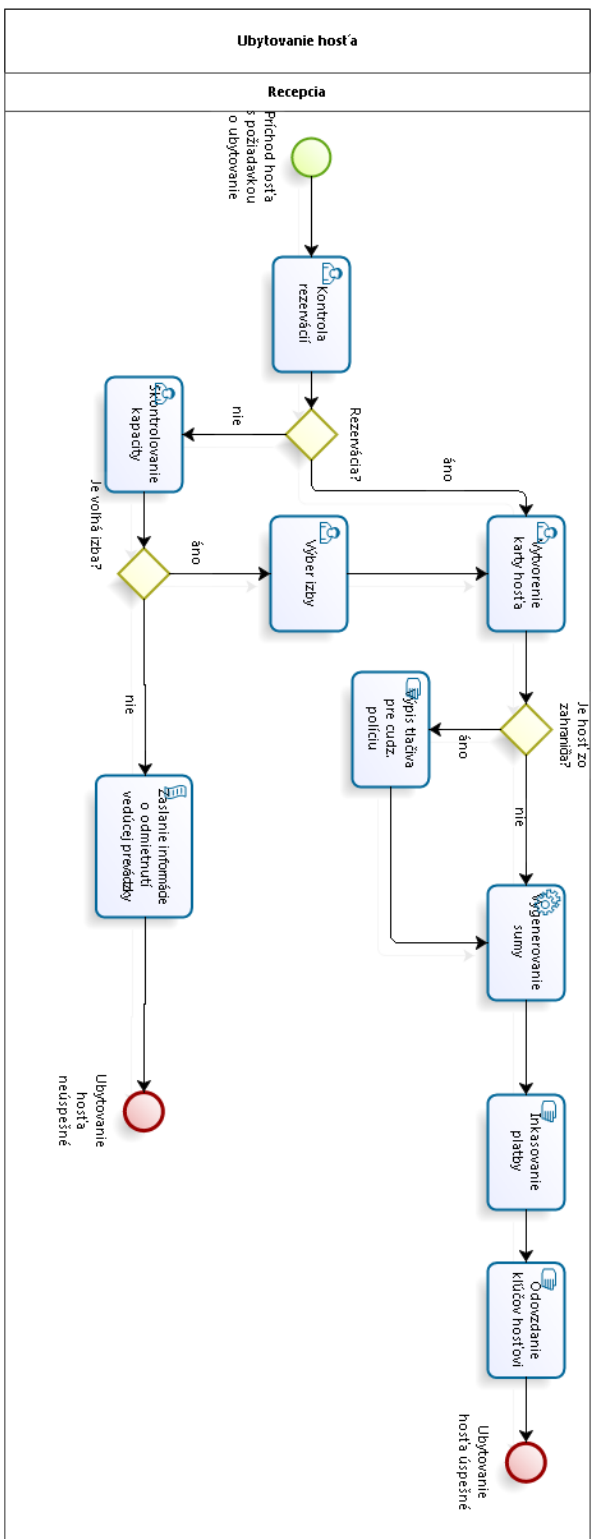 Ubytovanie hosťa
Recepcia
Príchod hosťa
s požiadavkou
o ubytovanie
Kontrola
rezervácií
Rezervácia?
nie
áno
Skontrolovanie
kapacity
Je voľná izba?
áno
nie
Výber izby
Vytvorenie
karty hosťa
Je hosť zo
zahraničia?
áno
nie
Výpis tlačiva
pre cudz.
políciu
Zaslanie informácie
o odmietnutí
vedúcej prevádzky
Vygenerovanie
sumy
Ubytovanie
hosťa
neúspešné
Inkasovanie
platby
Odovzdanie
kľúčov hosťovi
Ubytovanie
hosťa úspešné